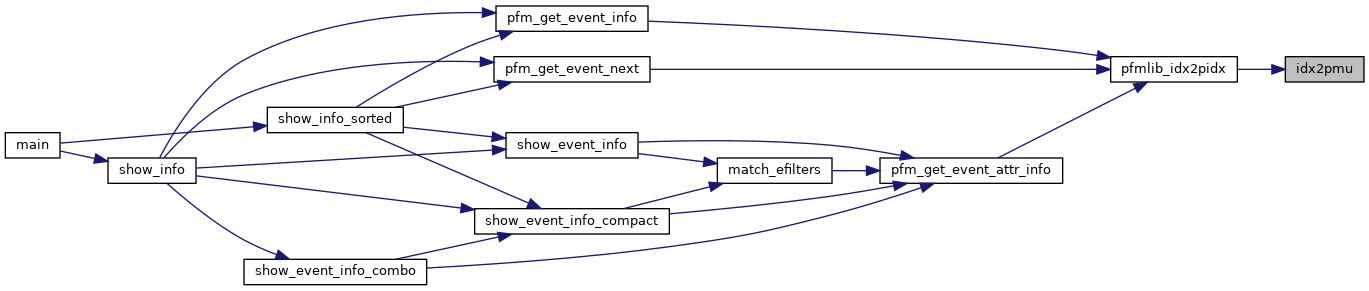 pfm_get_event_info
pfm_get_event_next
pfmlib_idx2pidx
idx2pmu
show_info_sorted
main
show_event_info
show_info
match_efilters
pfm_get_event_attr_info
show_event_info_compact
show_event_info_combo